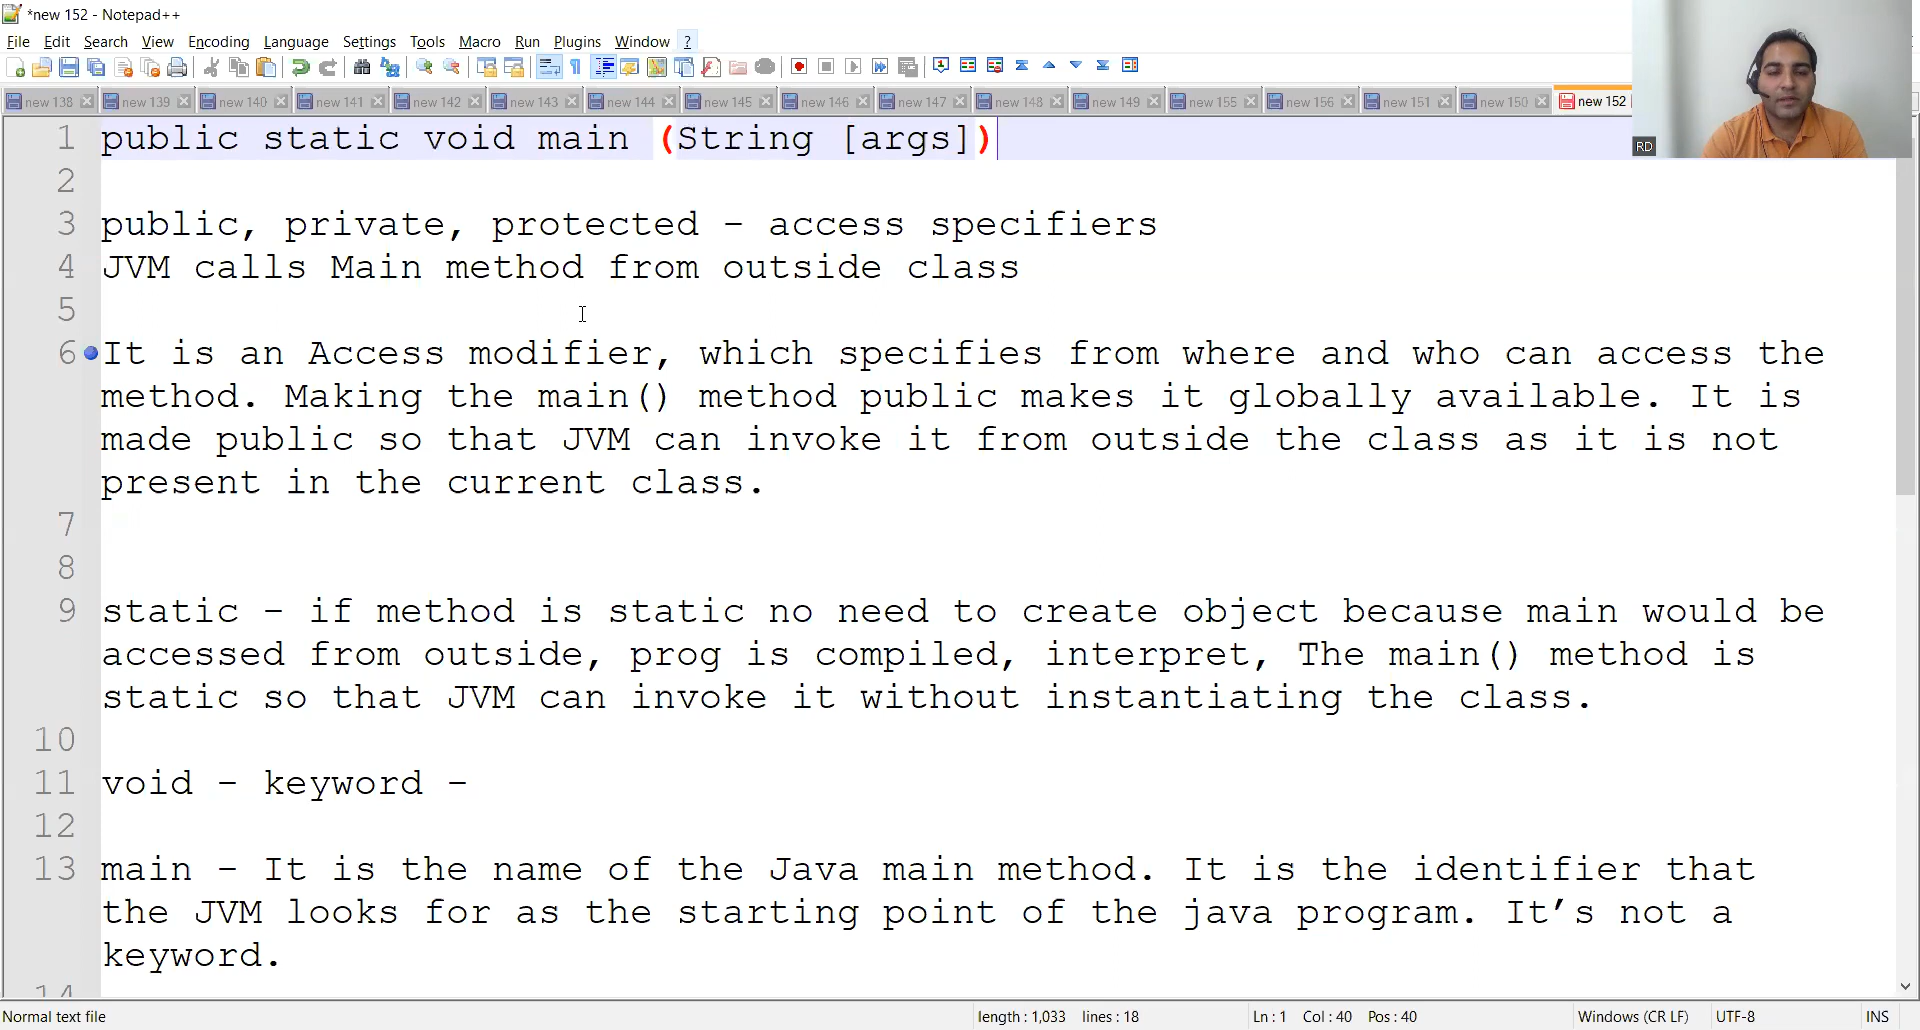 *new 152 - Notepad++
File Edit Search View Encoding Language Settings Tools Macro Run Plugins Window ?
new 138 new 139 new 140 new 141 new 142 new 143 new 144 new 145 new 146 new 147 new 148 new 149 new 155 new 156 new 151 new 150 new 152
RD
1 public static void main (String [args])
2
3 public, private, protected - access specifiers
4 JVM calls Main method from outside class
5
6 It is an Access modifier, which specifies from where and who can access the
method. Making the main() method public makes it globally available. It is
made public so that JVM can invoke it from outside the class as it is not
present in the current class.
7
8
9 static - if method is static no need to create object because main would be
accessed from outside, prog is compiled, interpret, The main() method is
static so that JVM can invoke it without instantiating the class.
10
11 void - keyword -
12
13 main - It is the name of the Java main method. It is the identifier that
the JVM looks for as the starting point of the java program. It’s not a
keyword.
14
Normal text file length : 1,033 lines : 18 Ln : 1 Col : 40 Pos : 40 Windows (CR LF) UTF-8 INS